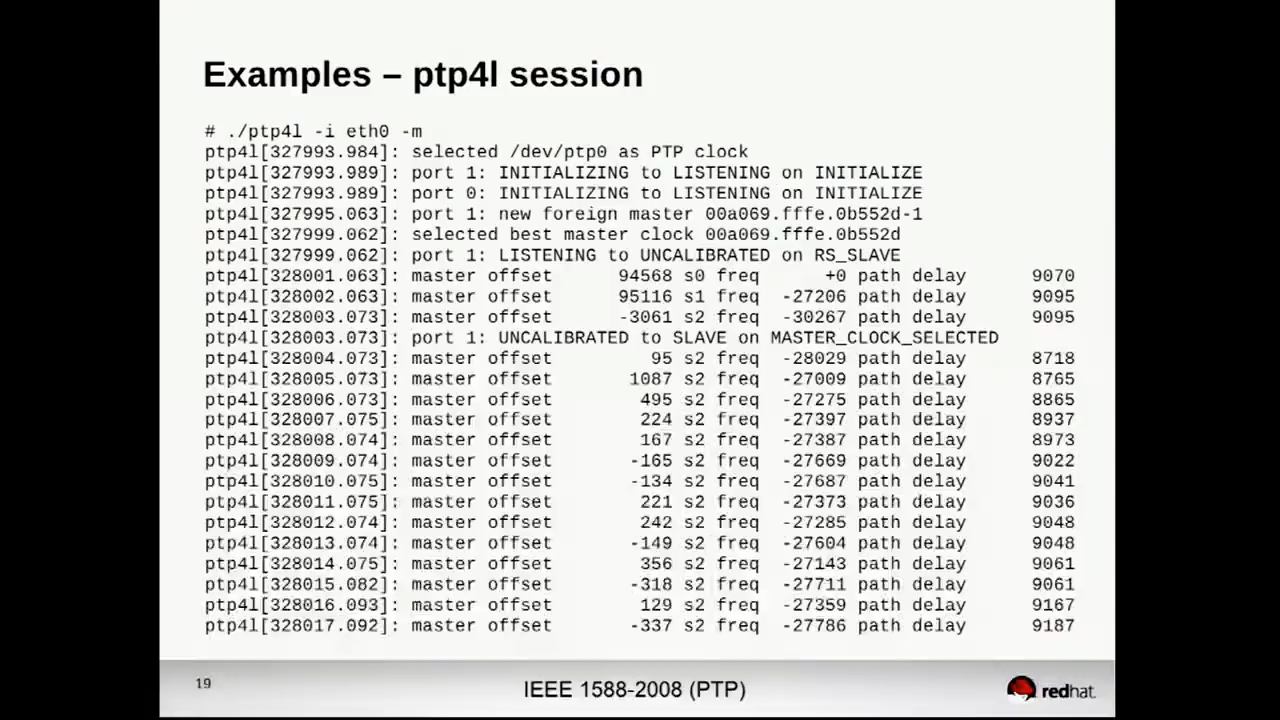 Examples – ptp4l session
# ./ptp4l -i eth0 -m
ptp4l[327993.984]: selected /dev/ptp0 as PTP clock
ptp4l[327993.989]: port 1: INITIALIZING to LISTENING on INITIALIZE
ptp4l[327993.989]: port 0: INITIALIZING to LISTENING on INITIALIZE
ptp4l[327995.063]: port 1: new foreign master 00a069.fffe.0b552d-1
ptp4l[327999.062]: selected best master clock 00a069.fffe.0b552d
ptp4l[327999.062]: port 1: LISTENING to UNCALIBRATED on RS_SLAVE
ptp4l[328001.063]: master offset 94568 s0 freq +0 path delay 9070
ptp4l[328002.063]: master offset 95116 s1 freq -27206 path delay 9095
ptp4l[328003.073]: master offset -3061 s2 freq -30267 path delay 9095
ptp4l[328003.073]: port 1: UNCALIBRATED to SLAVE on MASTER_CLOCK_SELECTED
ptp4l[328004.073]: master offset 95 s2 freq -28029 path delay 8718
ptp4l[328005.073]: master offset 1087 s2 freq -27009 path delay 8765
ptp4l[328006.073]: master offset 495 s2 freq -27275 path delay 8865
ptp4l[328007.075]: master offset 224 s2 freq -27397 path delay 8937
ptp4l[328008.074]: master offset 167 s2 freq -27387 path delay 8973
ptp4l[328009.074]: master offset -165 s2 freq -27669 path delay 9022
ptp4l[328010.075]: master offset -134 s2 freq -27687 path delay 9041
ptp4l[328011.075]: master offset 221 s2 freq -27373 path delay 9036
ptp4l[328012.074]: master offset 242 s2 freq -27285 path delay 9048
ptp4l[328013.074]: master offset -149 s2 freq -27604 path delay 9048
ptp4l[328014.075]: master offset 356 s2 freq -27143 path delay 9061
ptp4l[328015.082]: master offset -318 s2 freq -27711 path delay 9061
ptp4l[328016.093]: master offset 129 s2 freq -27359 path delay 9167
ptp4l[328017.092]: master offset -337 s2 freq -27786 path delay 9187
19
IEEE 1588-2008 (PTP)
redhat.